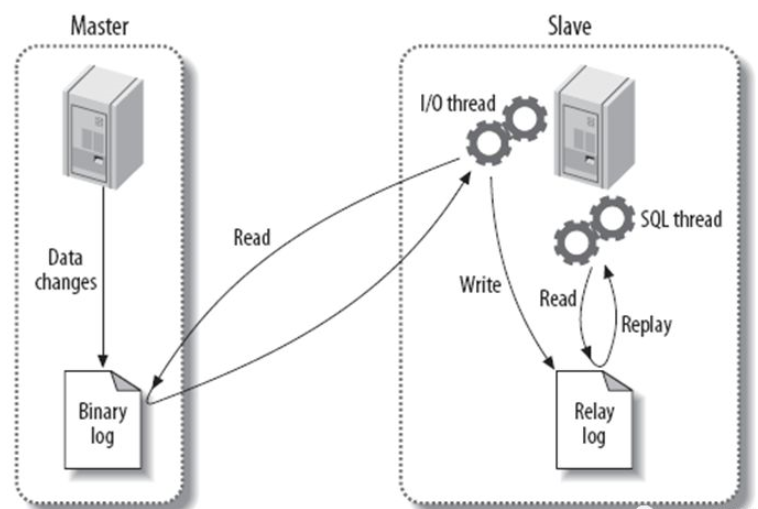 Master
Slave
I/O thread
SQL thread
Data
changes
Read
Write
Read
Replay
Binary
log
Relay
log